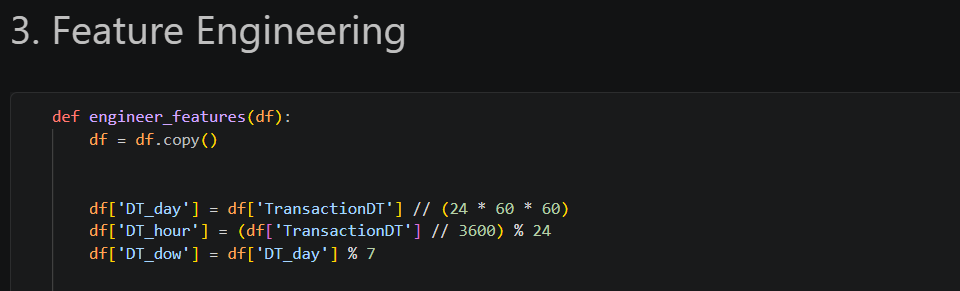 3. Feature Engineering
def engineer_features(df):
df = df.copy()
df['DT_day'] = df['TransactionDT'] // (24 * 60 * 60)
df['DT_hour'] = (df['TransactionDT'] // 3600) % 24
df['DT_dow'] = df['DT_day'] % 7